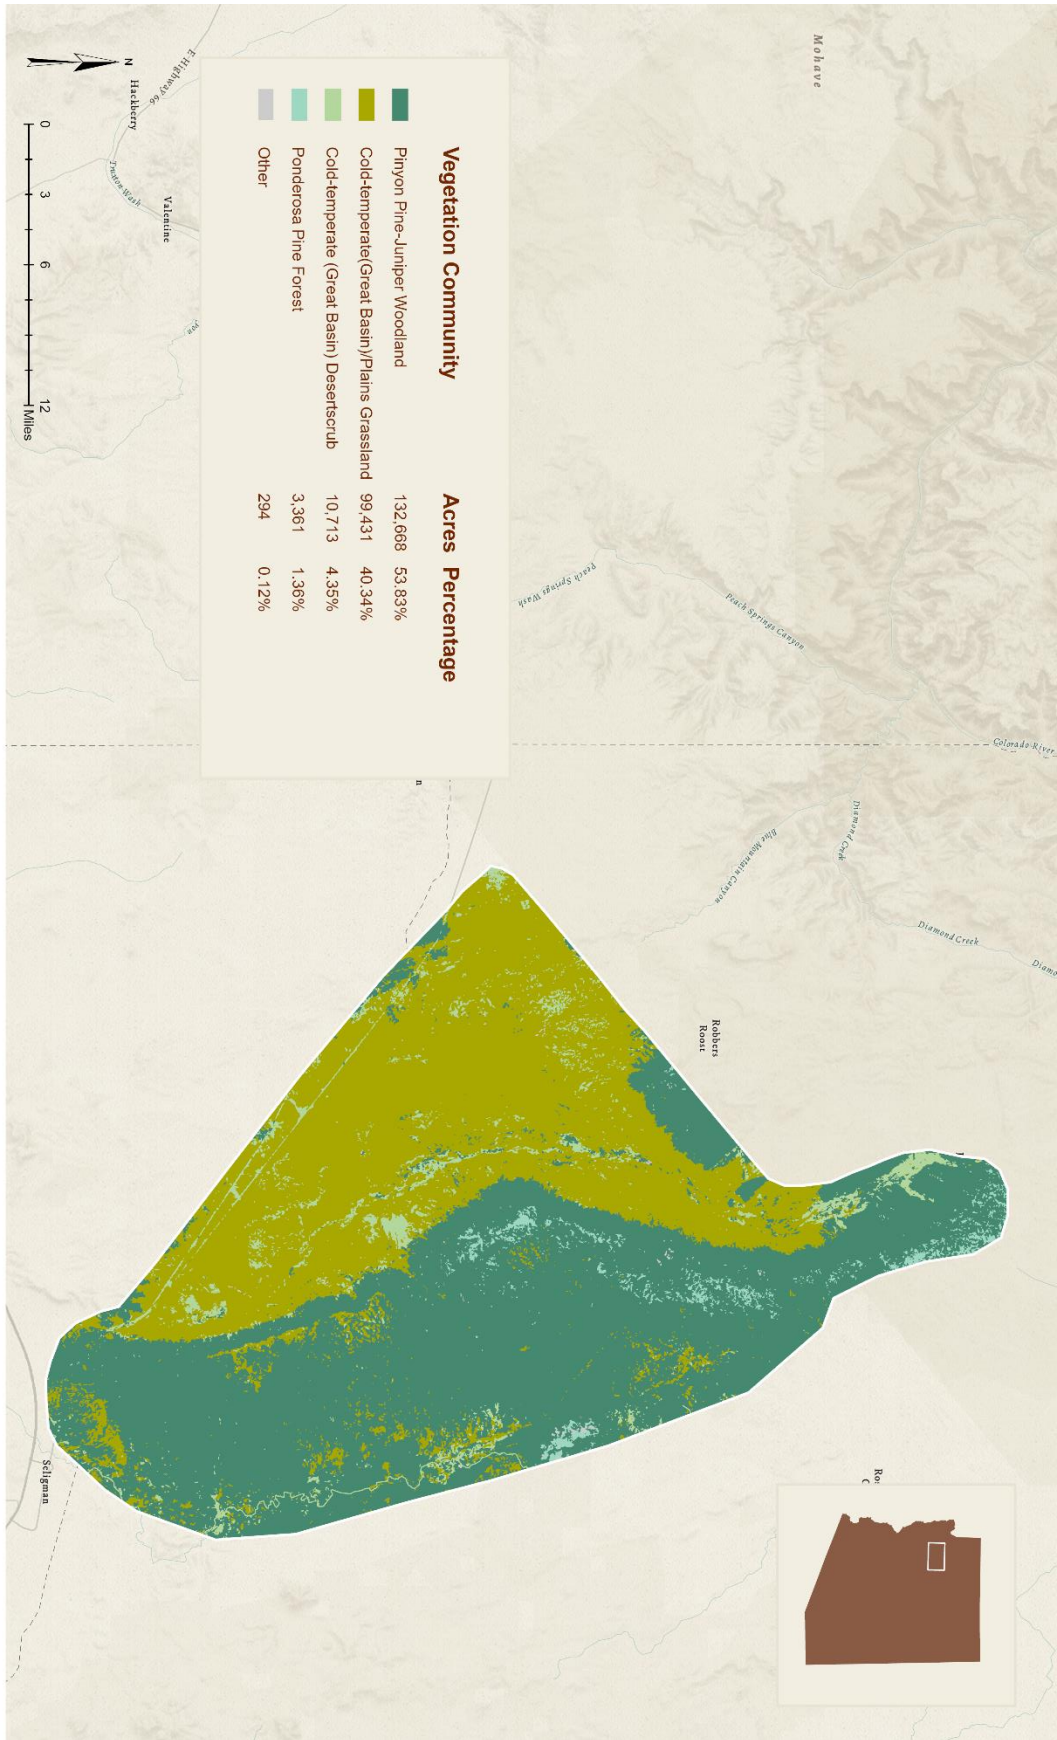 Mohave
Colorado River
Diamond Creek
Diamond Creek
Diamo
Blue Mountain Canyon
Peach Springs Canyon
Peach Springs Wash
Robbers
Roost
Vegetation Community Acres Percentage
Pinyon Pine-Juniper Woodland 132,668 53.83%
Cold-temperate(Great Basin)/Plains Grassland 99,431 40.34%
Cold-temperate (Great Basin) Desertscrub 10,713 4.35%
Ponderosa Pine Forest 3,361 1.36%
Other 294 0.12%
n
E Highway 66
Hackberry
Truxton Wash
Valentine
Seligman
N
0 3 6 12
Miles